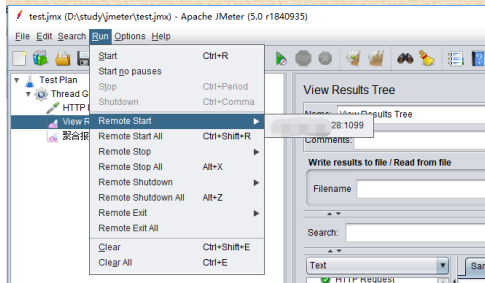 test.jmx (D:\study\jmeter\test.jmx) - Apache JMeter (5.0 r1840935)
File Edit Search Run Options Help
Start Ctrl+R
Start no pauses
Stop Ctrl+Period
Shutdown Ctrl+Comma
Remote Start
28:1099
Remote Start All Ctrl+Shift+R
Remote Stop
Remote Stop All Alt+X
Remote Shutdown
Remote Shutdown All Alt+Z
Remote Exit
Remote Exit All
Clear Ctrl+Shift+E
Clear All Ctrl+E
Test Plan
Thread G
HTTP
View R
聚合报
View Results Tree
Name: View Results Tree
Comments:
Write results to file / Read from file
Filename
Search:
Text
Sar
HTTP Request